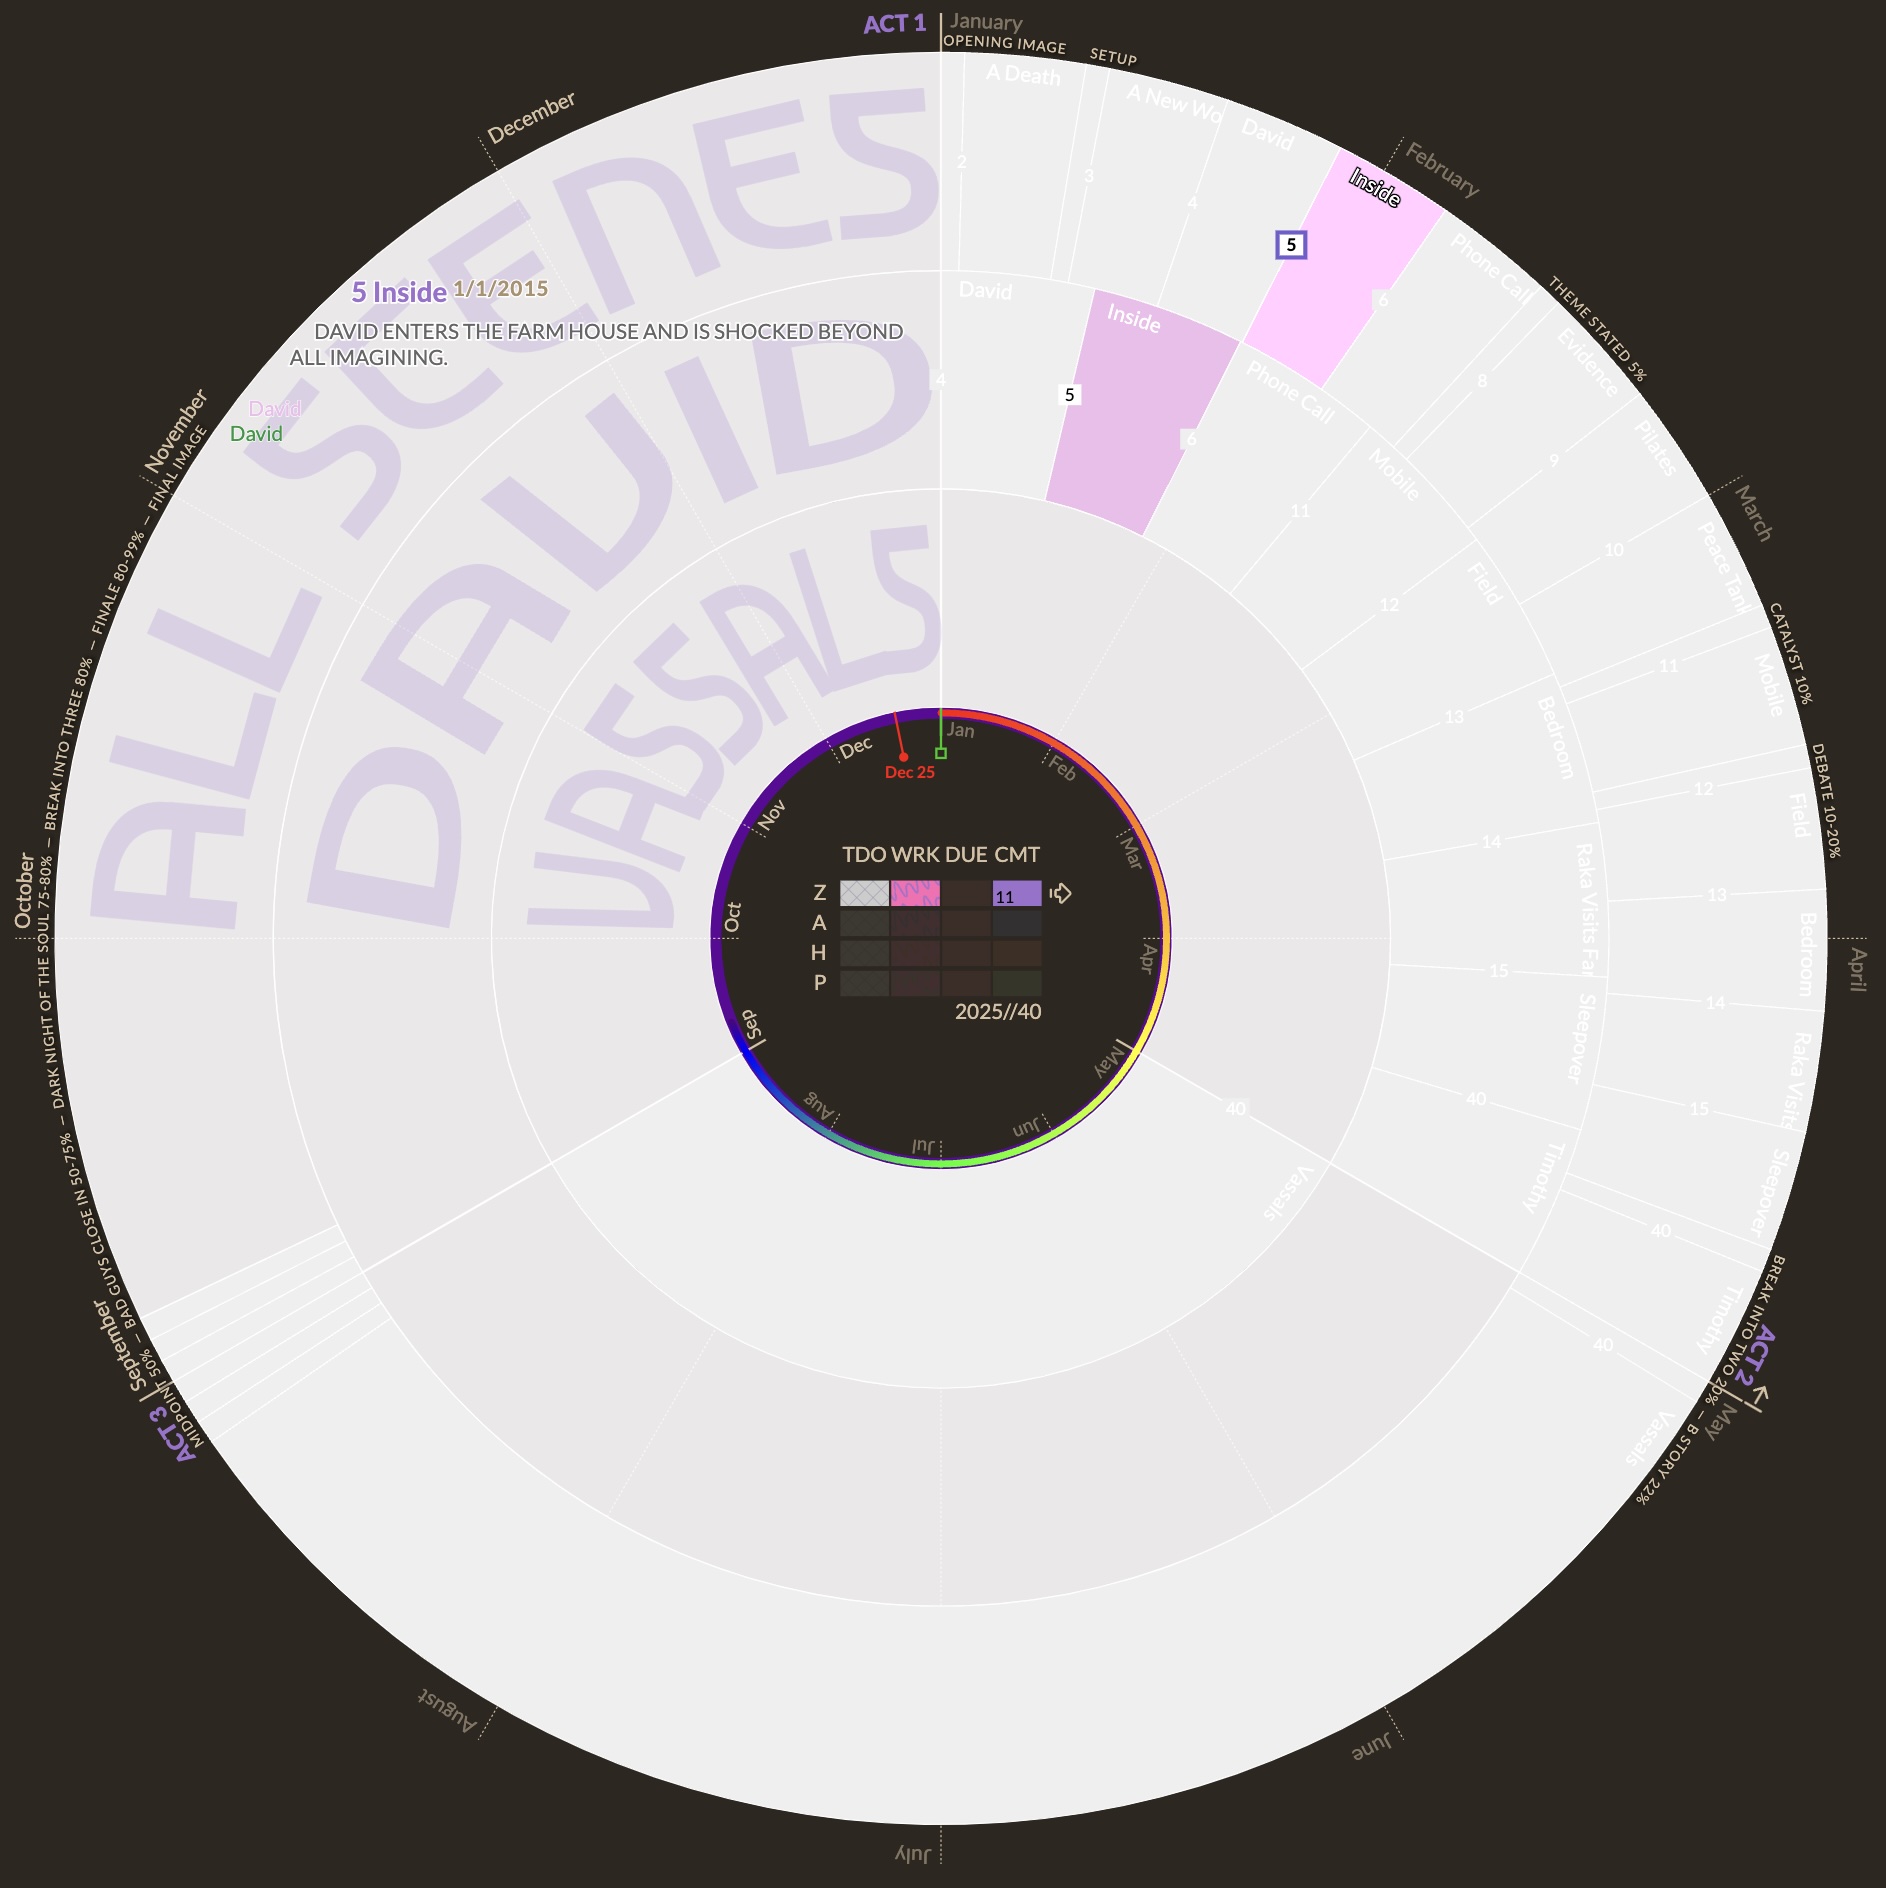 ACT 1
January
OPENING IMAGE
SETUP
February
THEME STATED 5%
March
CATALYST 10%
DEBATE 10-20%
April
BREAK INTO TWO 20% — B STORY 22%
ACT 2
May
June
July
August
ACT 3
September
MIDPOINT 50% — BAD GUYS CLOSE IN 50-75% — DARK NIGHT OF THE SOUL 75-80% — BREAK INTO THREE 80% — FINALE 80-99% — FINAL IMAGE
October
November
December
ALL SCENES
2
A Death
3
A New Wo
4
David
5
Inside
6
Phone Call
8
Evidence
9
Pilates
10
Peace Tank
11
Mobile
12
Field
13
Bedroom
14
Raka Visits
15
Sleepover
40
Timothy
40
Vassals
5 Inside 1/1/2015
DAVID ENTERS THE FARM HOUSE AND IS SHOCKED BEYOND
ALL IMAGINING.
David
David
DAVID
4
David
5
Inside
6
Phone Call
11
Mobile
12
Field
13
Bedroom
14
Raka Visits Far
15
Sleepover
40
Timothy
VASSALS
40
Vassals
Jan
Feb
Mar
Apr
May
Jun
Jul
Aug
Sep
Oct
Nov
Dec
Dec 25
TDO WRK DUE CMT
Z 11
A
H
P
2025//40